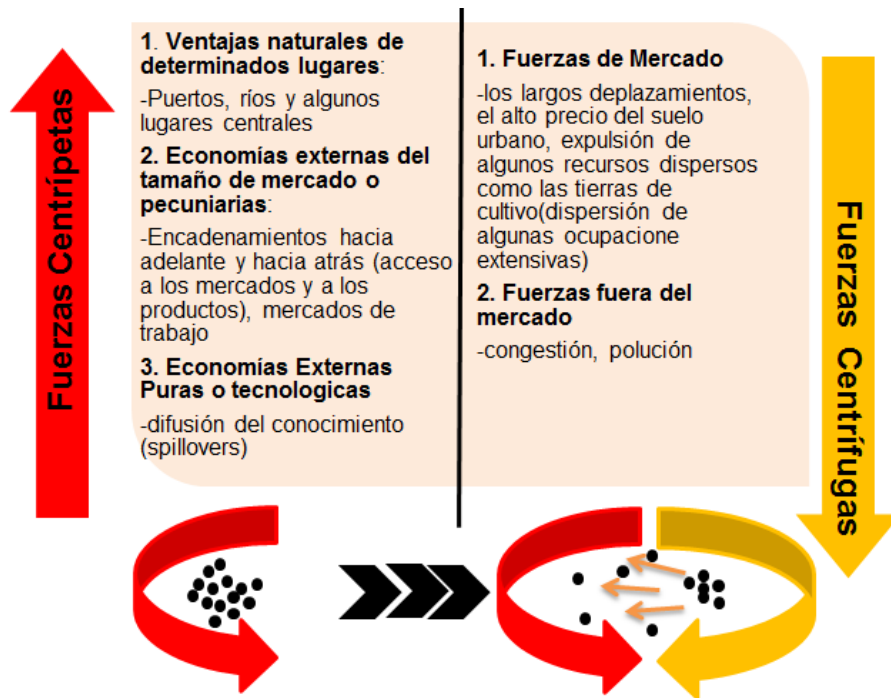 Fuerzas Centrípetas
1. Ventajas naturales de
determinados lugares:
-Puertos, ríos y algunos
lugares centrales
2. Economías externas del
tamaño de mercado o
pecuniarias:
-Encadenamientos hacia
adelante y hacia atrás (acceso
a los mercados y a los
productos), mercados de
trabajo
3. Economías Externas
Puras o tecnologicas
-difusión del conocimiento
(spillovers)
1. Fuerzas de Mercado
-los largos deplazamientos,
el alto precio del suelo
urbano, expulsión de
algunos recursos dispersos
como las tierras de
cultivo(dispersión de
algunas ocupacione
extensivas)
2. Fuerzas fuera del
mercado
-congestión, polución
Fuerzas Centrífugas